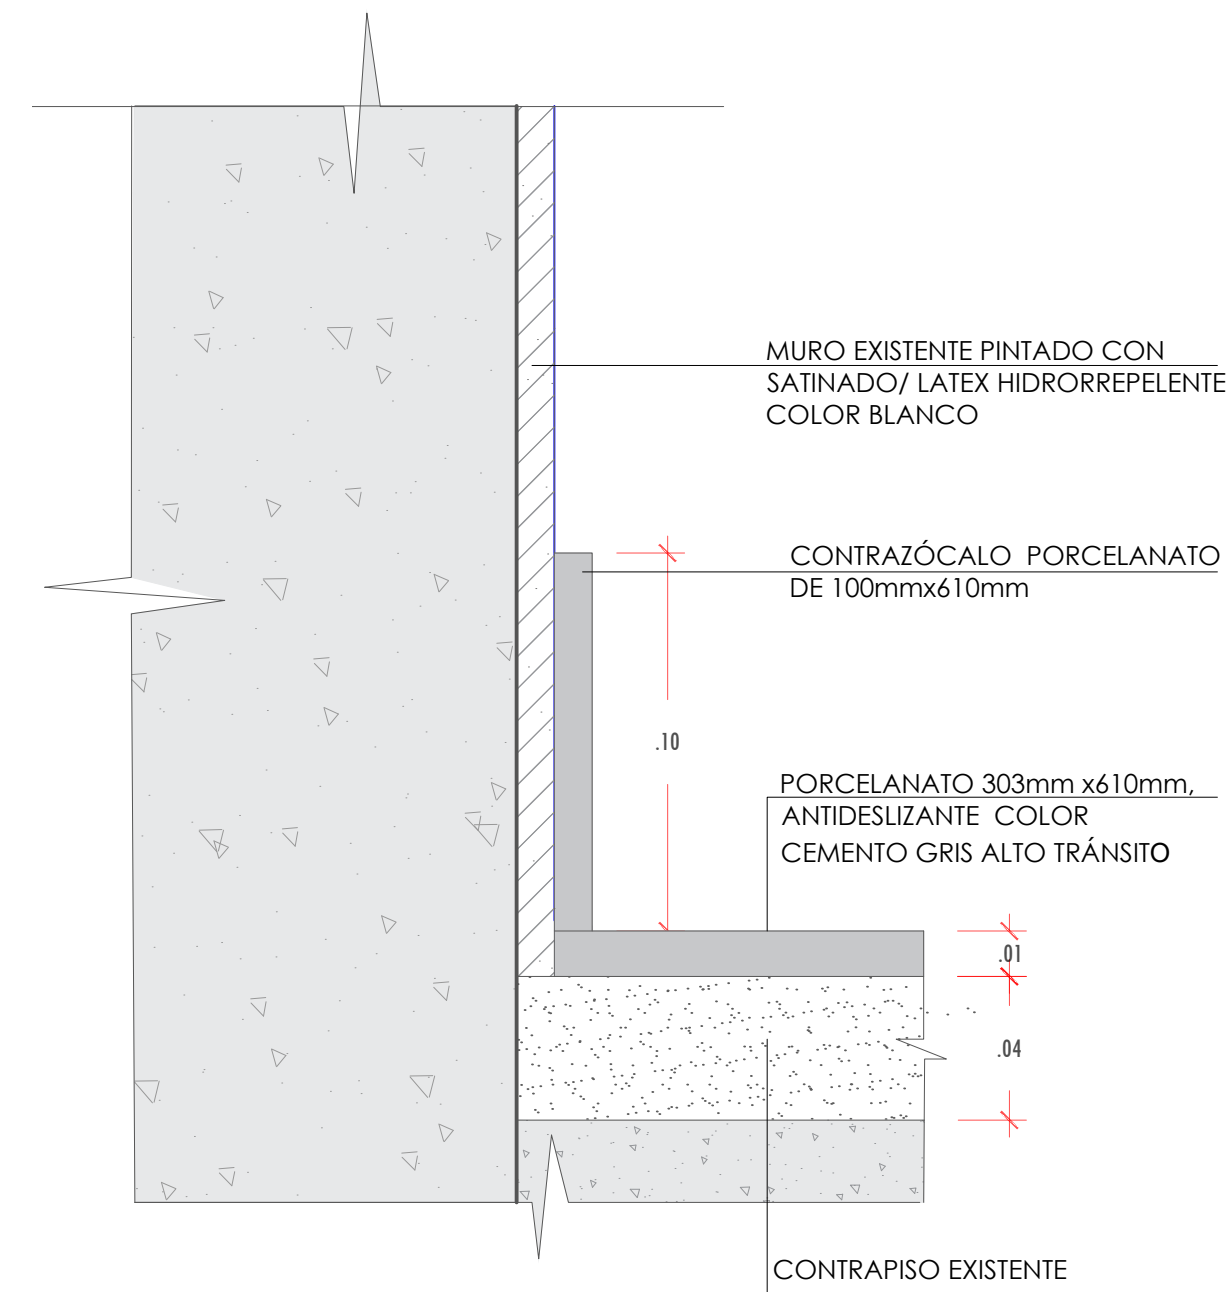 MURO EXISTENTE PINTADO CON
SATINADO/ LATEX HIDRORREPELENTE
COLOR BLANCO
CONTRAZÓCALO PORCELANATO
DE 100mmx610mm
.10
PORCELANATO 303mm x610mm,
ANTIDESLIZANTE COLOR
CEMENTO GRIS ALTO TRÁNSITO
.01
.04
CONTRAPISO EXISTENTE